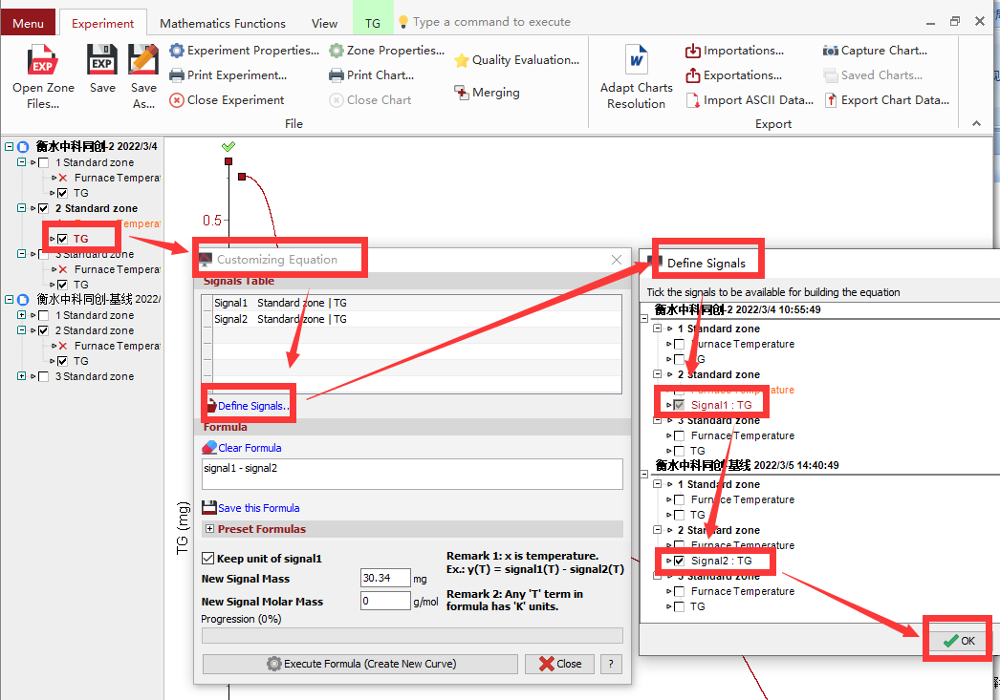 Menu
Experiment
Mathematics Functions
View
TG
Type a command to execute
Open Zone Files...
Save
Save As...
Experiment Properties...
Print Experiment...
Close Experiment
Zone Properties...
Print Chart...
Close Chart
Quality Evaluation...
Merging
File
Adapt Charts Resolution
Importations...
Exportations...
Import ASCII Data...
Capture Chart...
Saved Charts...
Export Chart Data...
Export
衡水中科同创-2 2022/3/4
1 Standard zone
Furnace Tempera
TG
2 Standard zone
Tempera
TG
3 Standard zone
Furnace Tempera
TG
衡水中科同创-基线 2022/
1 Standard zone
2 Standard zone
Furnace Tempera
TG
3 Standard zone
0.5
TG (mg)
Customizing Equation
Signals Table
Signal1 Standard zone | TG
Signal2 Standard zone | TG
Define Signals..
Formula
Clear Formula
signal1 - signal2
Save this Formula
Preset Formulas
Keep unit of signal1
New Signal Mass 30.34 mg
New Signal Molar Mass 0 g/mol
Progression (0%)
Remark 1: x is temperature.
Ex.: y(T) = signal1(T) - signal2(T)
Remark 2: Any 'T' term in
formula has 'K' units.
Execute Formula (Create New Curve)
Close
?
Define Signals
Tick the signals to be available for building the equation
衡水中科同创-2 2022/3/4 10:55:49
1 Standard zone
Furnace Temperature
TG
2 Standard zone
Furnace Temperature
Signal1 : TG
3 Standard zone
Furnace Temperature
TG
衡水中科同创-基线 2022/3/5 14:40:49
1 Standard zone
Furnace Temperature
TG
2 Standard zone
Furnace Temperature
Signal2 : TG
3 Standard zone
Furnace Temperature
TG
OK